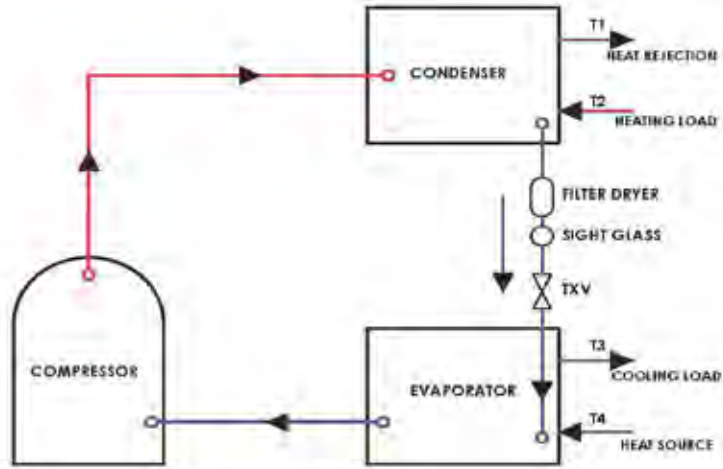 T1
HEAT REJECTION
CONDENSER
T2
HEATING LOAD
FILTER DRYER
SIGHT GLASS
TXV
T3
COMPRESSOR
COOLING LOAD
EVAPORATOR
T4
HEAT SOURCE